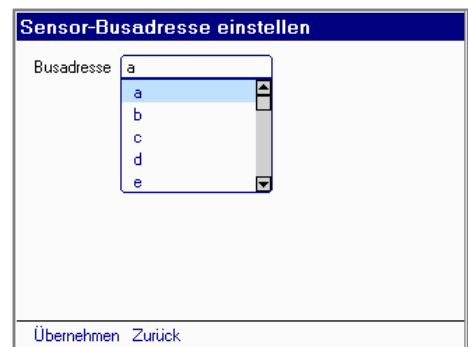 Sensor-Busadresse einstellen
Busadresse a
a
b
c
d
e
Übernehmen Zurück